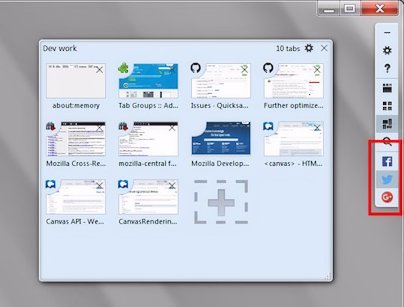 Dev work
10 tabs
about:memory
Tab Groups :: Ad...
Issues - Quicksa...
Further optimize...
Mozilla Cross-Re...
mozilla-central f...
Mozilla Develop...
<canvas> - HTM...
Canvas API - We...
CanvasRenderin...